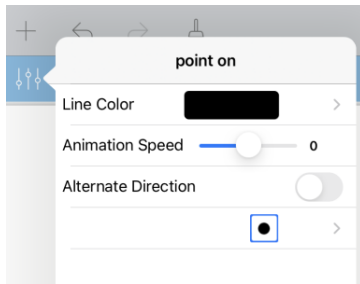 point on
Line Color
Animation Speed 0
Alternate Direction